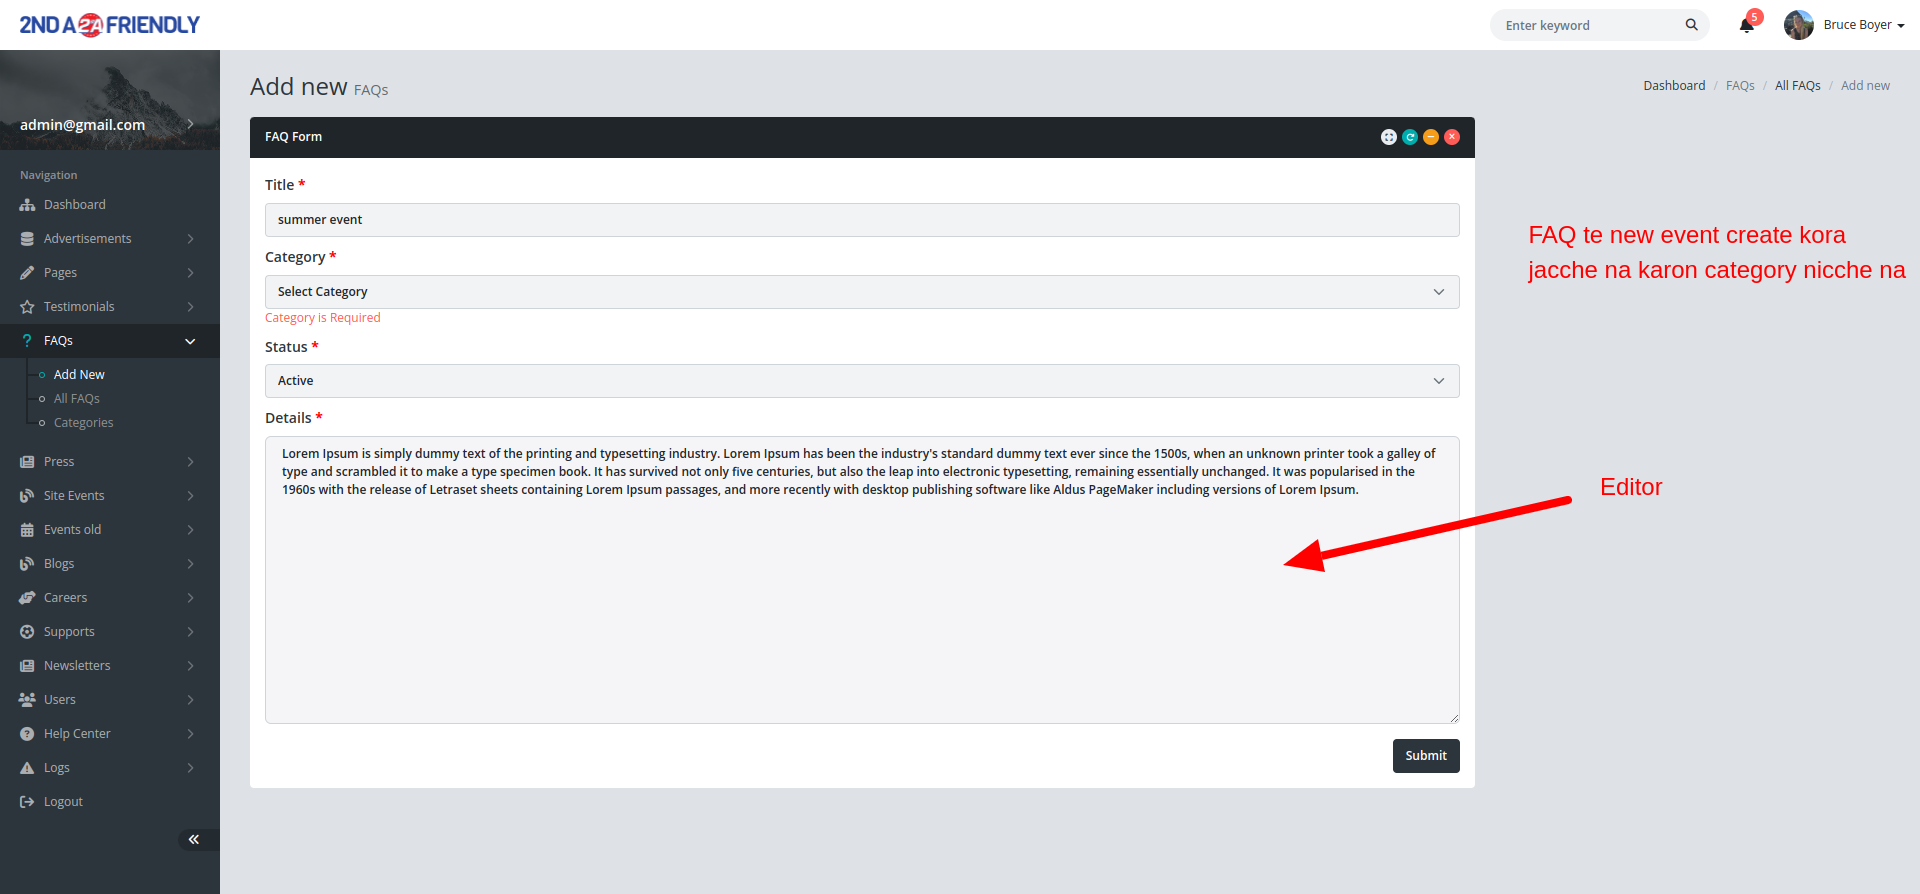 2ND A 2A FRIENDLY
Enter keyword
5
Bruce Boyer
admin@gmail.com
Navigation
Dashboard
Advertisements
Pages
Testimonials
FAQs
Add New
All FAQs
Categories
Press
Site Events
Events old
Blogs
Careers
Supports
Newsletters
Users
Help Center
Logs
Logout
Add new FAQs
Dashboard / FAQs / All FAQs / Add new
FAQ Form
Title *
summer event
Category *
Select Category
Category is Required
Status *
Active
Details *
Lorem Ipsum is simply dummy text of the printing and typesetting industry. Lorem Ipsum has been the industry's standard dummy text ever since the 1500s, when an unknown printer took a galley of
type and scrambled it to make a type specimen book. It has survived not only five centuries, but also the leap into electronic typesetting, remaining essentially unchanged. It was popularised in the
1960s with the release of Letraset sheets containing Lorem Ipsum passages, and more recently with desktop publishing software like Aldus PageMaker including versions of Lorem Ipsum.
Submit
FAQ te new event create kora
jacche na karon category nicche na
Editor